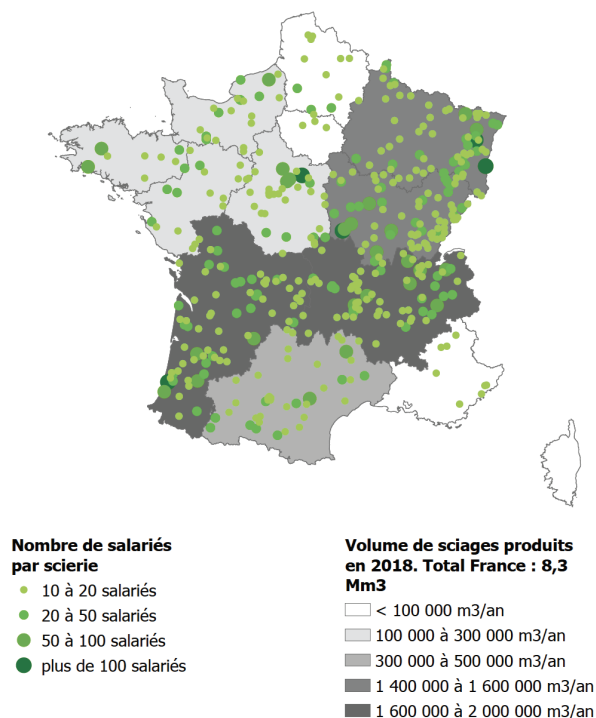 Nombre de salariés
par scierie
10 à 20 salariés
20 à 50 salariés
50 à 100 salariés
plus de 100 salariés
Volume de sciages produits
en 2018. Total France : 8,3
Mm3
< 100 000 m3/an
100 000 à 300 000 m3/an
300 000 à 500 000 m3/an
1 400 000 à 1 600 000 m3/an
1 600 000 à 2 000 000 m3/an